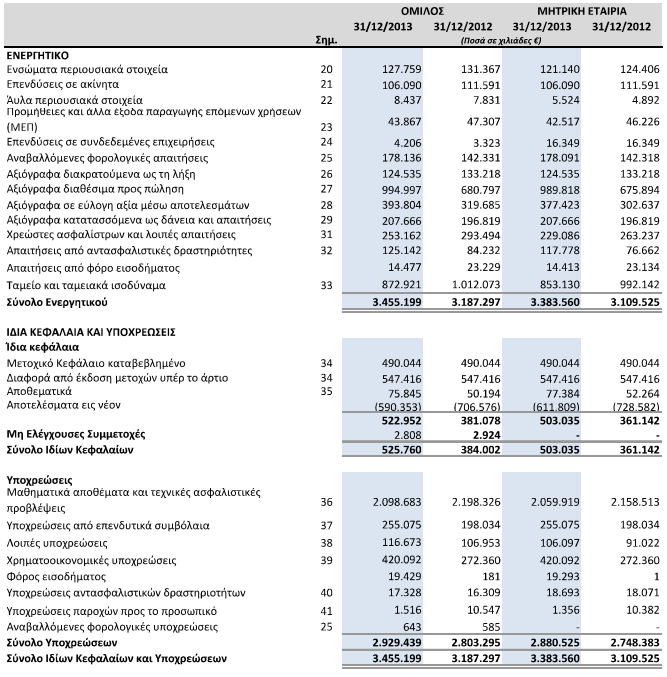 ΟΜΙΛΟΣ ΜΗΤΡΙΚΗ ΕΤΑΙΡΙΑ
31/12/2013 31/12/2012 31/12/2013 31/12/2012
Σημ. (Ποσά σε χιλιάδες €)
ΕΝΕΡΓΗΤΙΚΟ
Ενσώματα περιουσιακά στοιχεία 20 127.759 131.367 121.140 124.406
Επενδύσεις σε ακίνητα 21 106.090 111.591 106.090 111.591
Άυλα περιουσιακά στοιχεία 22 8.437 7.831 5.524 4.892
Προμήθειες και άλλα έξοδα παραγωγής επόμενων χρήσεων
(ΜΕΠ) 23 43.867 47.307 42.517 46.226
Επενδύσεις σε συνδεδεμένες επιχειρήσεις 24 4.206 3.323 16.349 16.349
Αναβαλλόμενες φορολογικές απαιτήσεις 25 178.136 142.331 178.091 142.318
Αξιόγραφα διακρατούμενα ως τη λήξη 26 124.535 133.218 124.535 133.218
Αξιόγραφα διαθέσιμα προς πώληση 27 994.997 680.797 989.818 675.894
Αξιόγραφα σε εύλογη αξία μέσω αποτελεσμάτων 28 393.804 319.685 377.423 302.637
Αξιόγραφα κατατασσόμενα ως δάνεια και απαιτήσεις 29 207.666 196.819 207.666 196.819
Χρεώστες ασφαλίστρων και λοιπές απαιτήσεις 31 253.162 293.494 229.086 263.237
Απαιτήσεις από αντασφαλιστικές δραστηριότητες 32 125.142 84.232 117.778 76.662
Απαιτήσεις από φόρο εισοδήματος 14.477 23.229 14.413 23.134
Ταμείο και ταμειακά ισοδύναμα 33 872.921 1.012.073 853.130 992.142
Σύνολο Ενεργητικού 3.455.199 3.187.297 3.383.560 3.109.525
ΙΔΙΑ ΚΕΦΑΛΑΙΑ ΚΑΙ ΥΠΟΧΡΕΩΣΕΙΣ
Ίδια κεφάλαια
Μετοχικό Κεφάλαιο καταβεβλημένο 34 490.044 490.044 490.044 490.044
Διαφορά από έκδοση μετοχών υπέρ το άρτιο 34 547.416 547.416 547.416 547.416
Αποθεματικά 35 75.845 50.194 77.384 52.264
Αποτελέσματα εις νέον (590.353) (706.576) (611.809) (728.582)
522.952 381.078 503.035 361.142
Μη Ελέγχουσες Συμμετοχές 2.808 2.924 - -
Σύνολο Ιδίων Κεφαλαίων 525.760 384.002 503.035 361.142
Υποχρεώσεις
Μαθηματικά αποθέματα και τεχνικές ασφαλιστικές
προβλέψεις 36 2.098.683 2.198.326 2.059.919 2.158.513
Υποχρεώσεις από επενδυτικά συμβόλαια 37 255.075 198.034 255.075 198.034
Λοιπές υποχρεώσεις 38 116.673 106.953 106.097 91.022
Χρηματοοικονομικές υποχρεώσεις 39 420.092 272.360 420.092 272.360
Φόρος εισοδήματος 19.429 181 19.293 1
Υποχρεώσεις αντασφαλιστικών δραστηριοτήτων 40 17.328 16.309 18.693 18.071
Υποχρεώσεις παροχών προς το προσωπικό 41 1.516 10.547 1.356 10.382
Αναβαλλόμενες φορολογικές υποχρεώσεις 25 643 585 - -
Σύνολο Υποχρεώσεων 2.929.439 2.803.295 2.880.525 2.748.383
Σύνολο Ιδίων Κεφαλαίων και Υποχρεώσεων 3.455.199 3.187.297 3.383.560 3.109.525